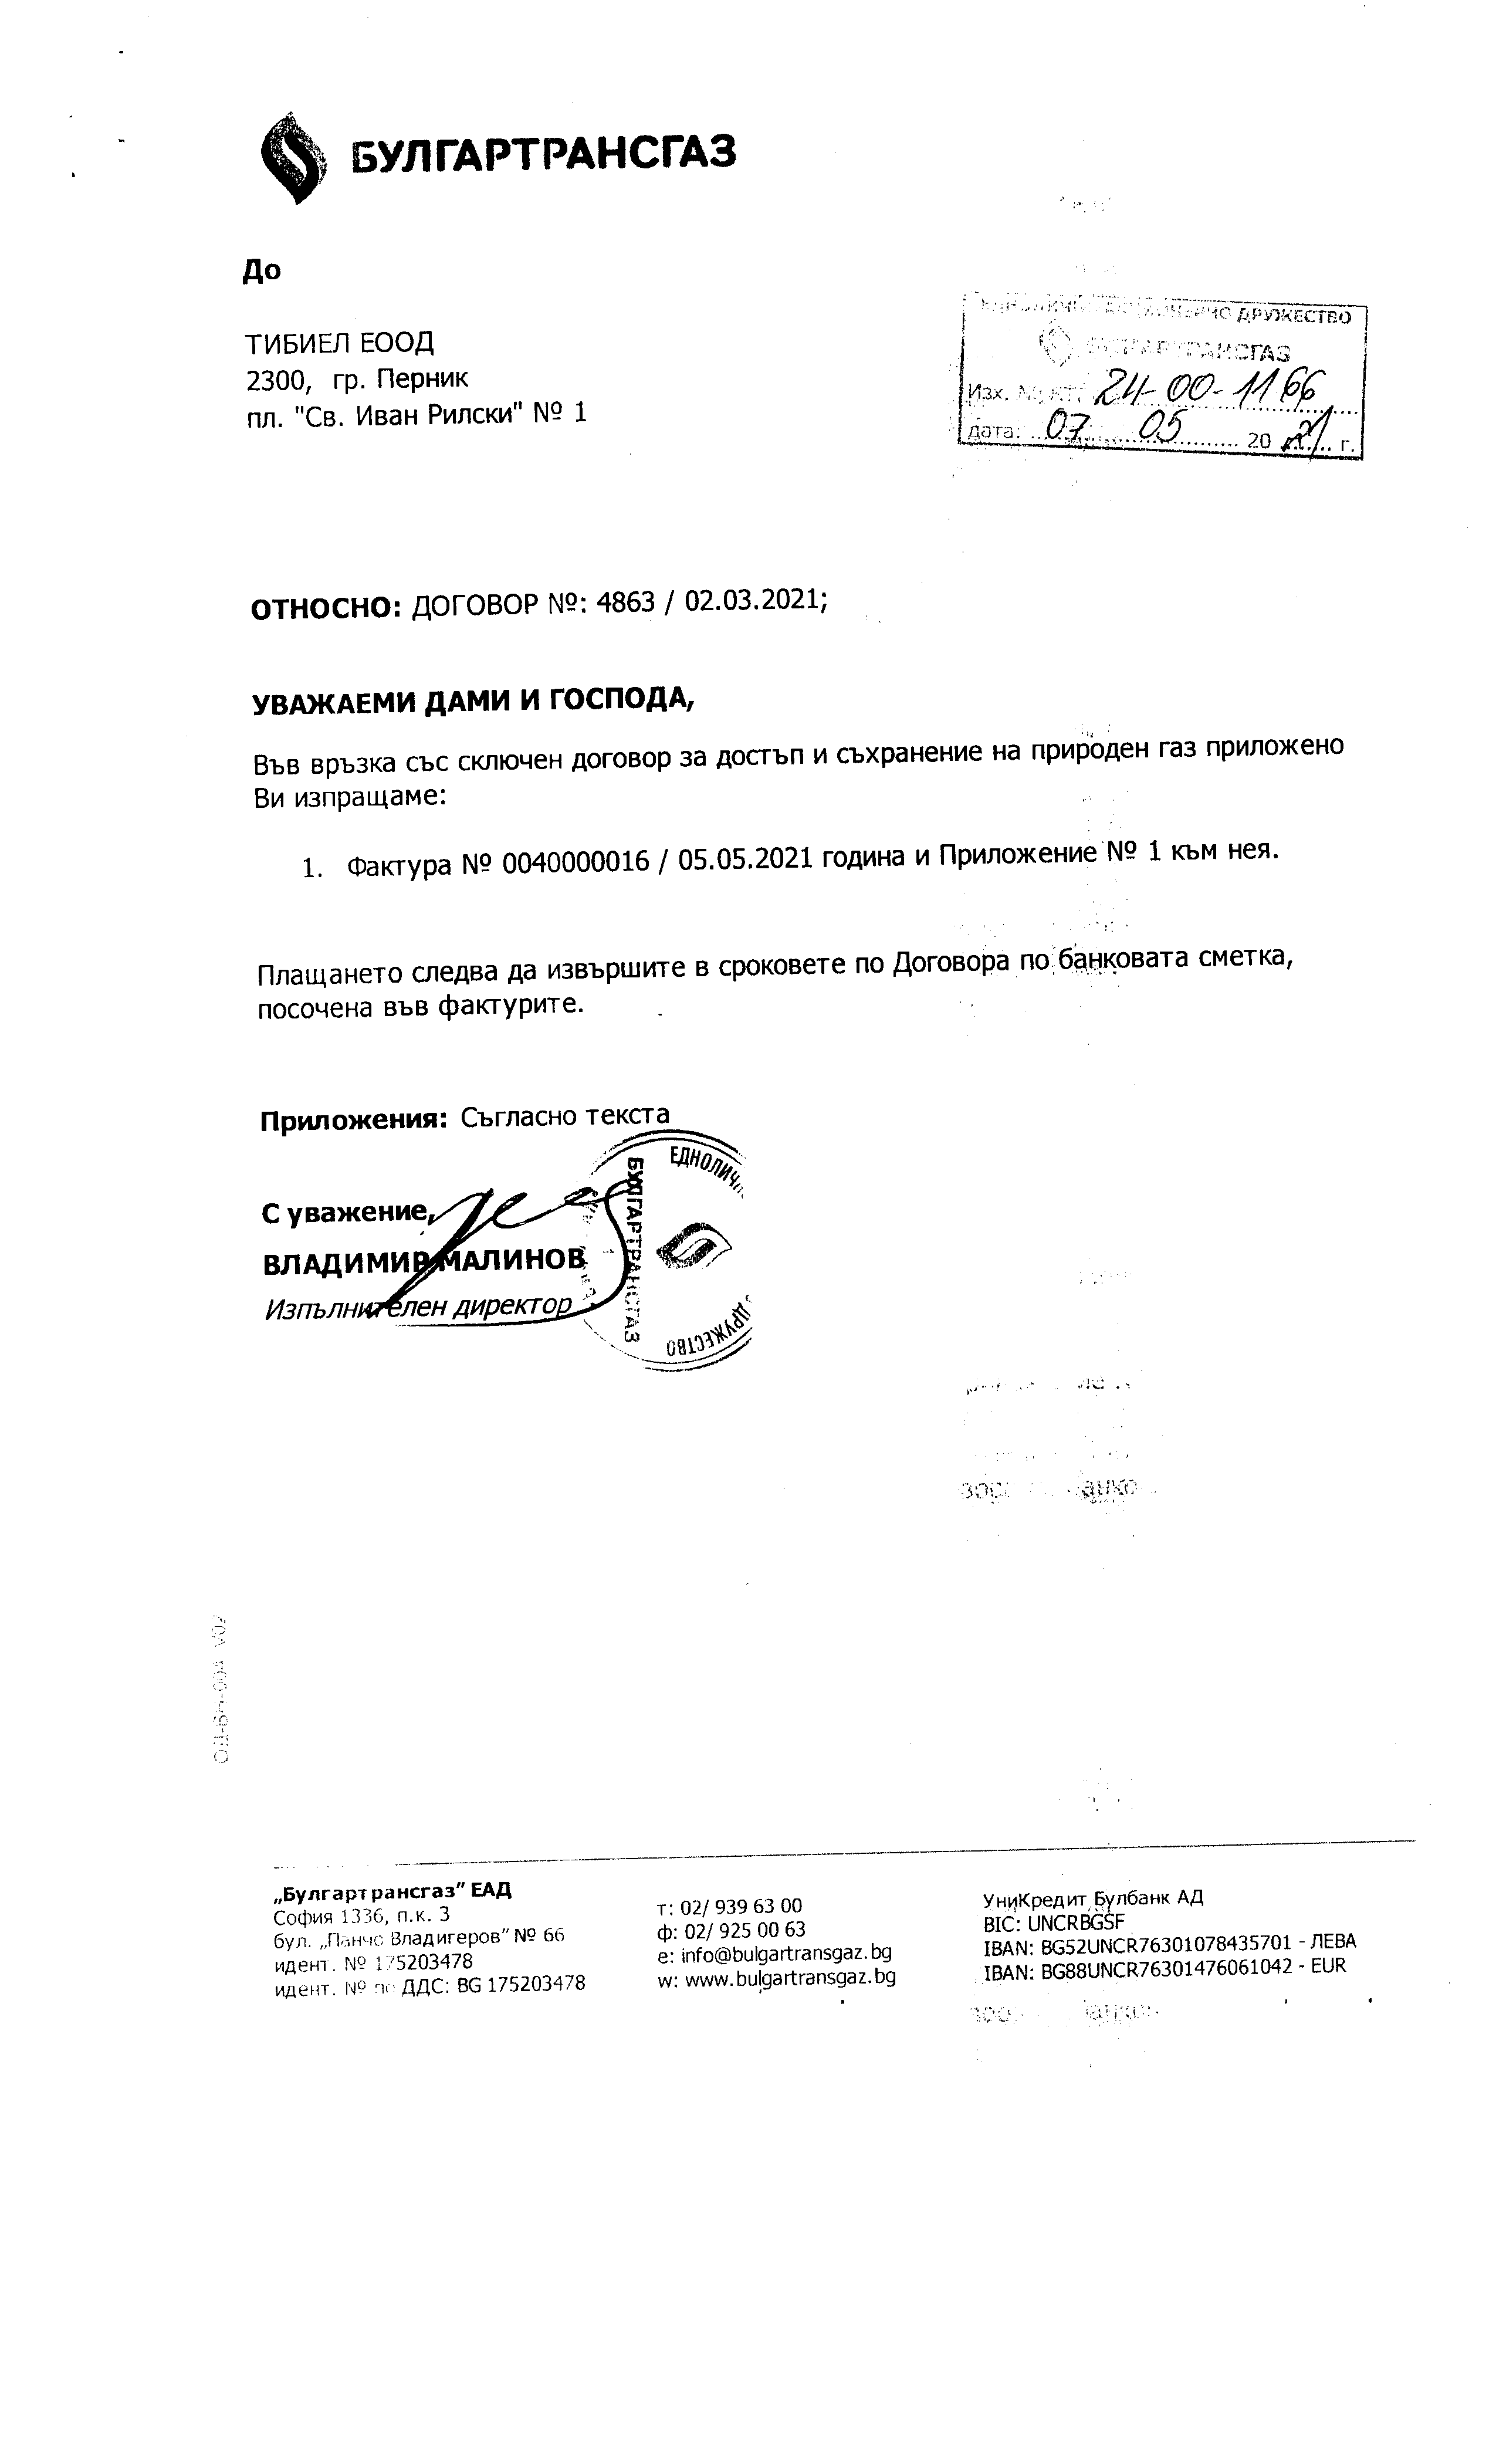 БУЛГАРТРАНСГАЗ
До
ТИБИЕЛ ЕООД
2300, гр. Перник
пл. "Св. Иван Рилски" № 1
ДРУЖЕСТВО
БУЛГАРТРАНСГАЗ
Изх. № 24-00-1166
дата: 07 05 2021 г.
ОТНОСНО: ДОГОВОР №: 4863 / 02.03.2021;
УВАЖАЕМИ ДАМИ И ГОСПОДА,
Във връзка със сключен договор за достъп и съхранение на природен газ приложено
Ви изпращаме:
1. Фактура № 0040000016 / 05.05.2021 година и Приложение № 1 към нея.
Плащането следва да извършите в сроковете по Договора по банковата сметка,
посочена във фактурите.
Приложения: Съгласно текста
С уважение,
ВЛАДИМИР МАЛИНОВ
Изпълнителен директор
БУЛГАРТРАНСГАЗ
ДРУЖЕСТВО
„Булгартрансгаз” ЕАД
София 1336, п.к. 3
бул. „Панчо Владигеров” № 66
идент. № 175203478
идент. № по ДДС: BG 175203478
т: 02/ 939 63 00
ф: 02/ 925 00 63
e: info@bulgartransgaz.bg
w: www.bulgartransgaz.bg
УниКредит Булбанк АД
BIC: UNCRBGSF
IBAN: BG52UNCR76301078435701 - ЛЕВА
IBAN: BG88UNCR76301476061042 - EUR